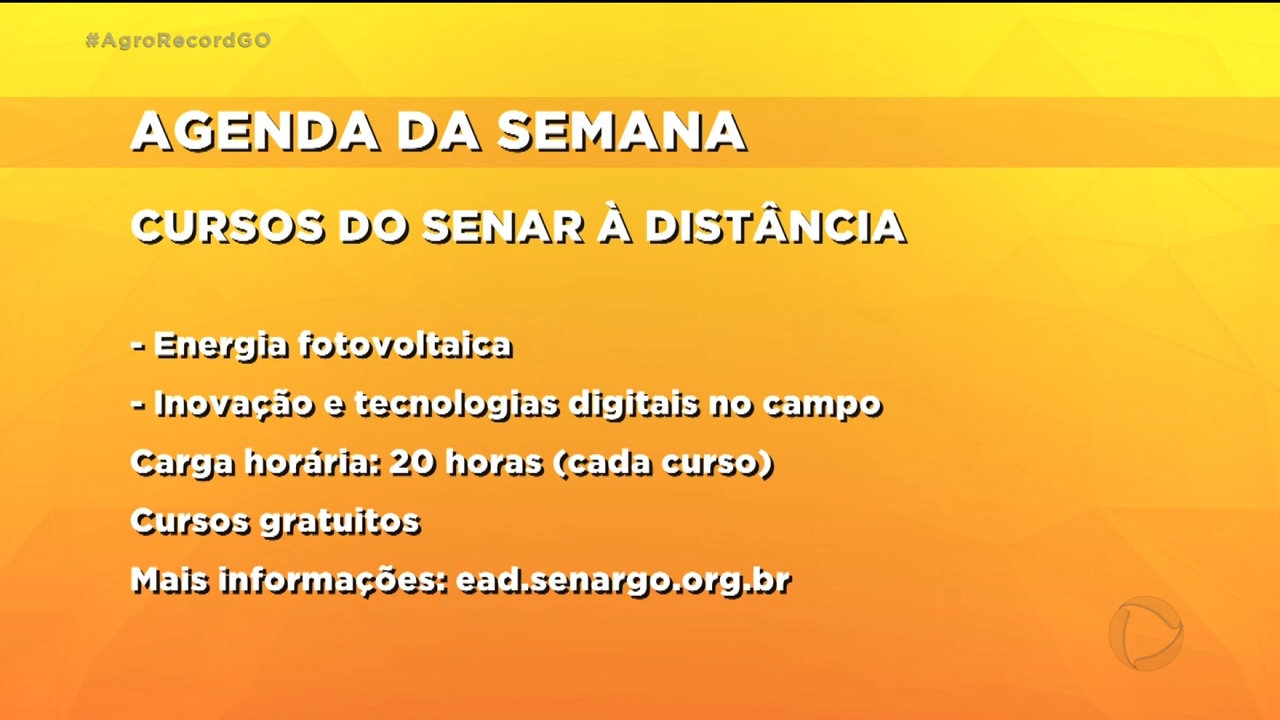 #AgroRecordGO
AGENDA DA SEMANA
CURSOS DO SENAR À DISTÂNCIA
- Energia fotovoltaica
- Inovação e tecnologias digitais no campo
Carga horária: 20 horas (cada curso)
Cursos gratuitos
Mais informações: ead.senargo.org.br